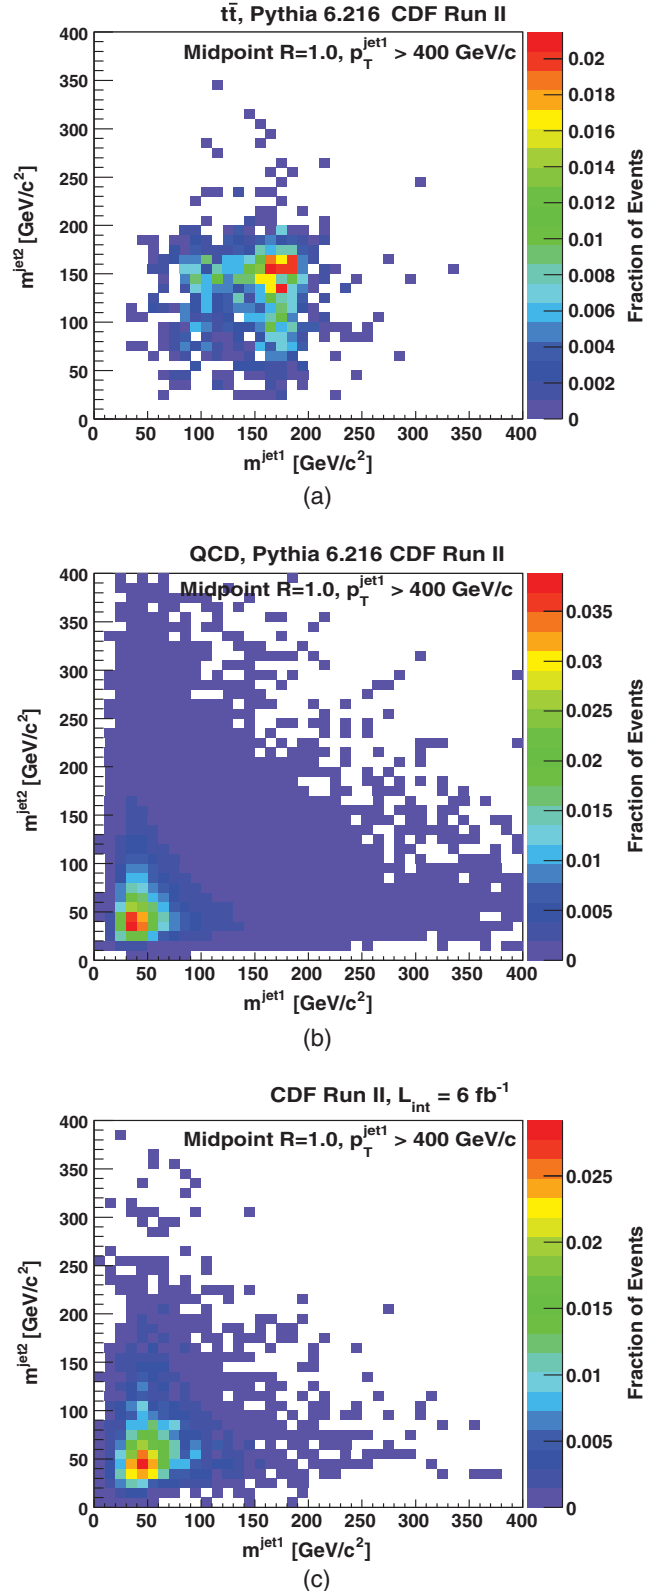 tt̄, Pythia 6.216 CDF Run II
Midpoint R=1.0, p_T^jet1 > 400 GeV/c
m^jet2 [GeV/c²]
400
350
300
250
200
150
100
50
0
0 50 100 150 200 250 300 350 400
m^jet1 [GeV/c²]
0.02
0.018
0.016
0.014
0.012
0.01
0.008
0.006
0.004
0.002
0
Fraction of Events
(a)
QCD, Pythia 6.216 CDF Run II
Midpoint R=1.0, p_T^jet1 > 400 GeV/c
m^jet2 [GeV/c²]
400
350
300
250
200
150
100
50
0
0 50 100 150 200 250 300 350 400
m^jet1 [GeV/c²]
0.035
0.03
0.025
0.02
0.015
0.01
0.005
0
Fraction of Events
(b)
CDF Run II, L_int = 6 fb⁻¹
Midpoint R=1.0, p_T^jet1 > 400 GeV/c
m^jet2 [GeV/c²]
400
350
300
250
200
150
100
50
0
0 50 100 150 200 250 300 350 400
m^jet1 [GeV/c²]
0.025
0.02
0.015
0.01
0.005
0
Fraction of Events
(c)